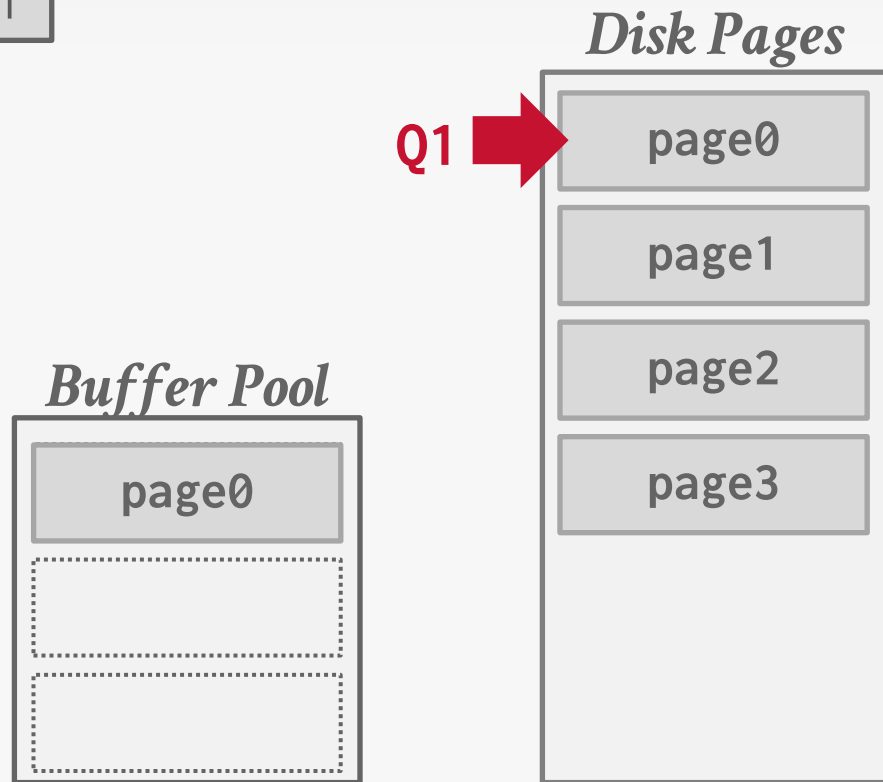 Disk Pages
Q1
page0
page1
page2
page3
Buffer Pool
page0